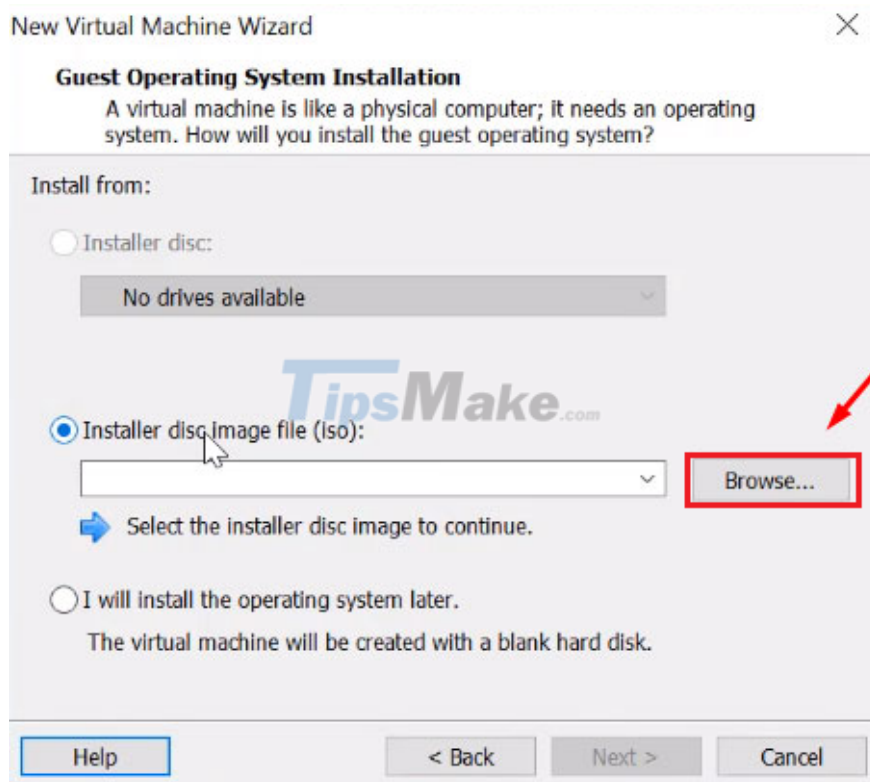 New Virtual Machine Wizard
Guest Operating System Installation
A virtual machine is like a physical computer; it needs an operating
system. How will you install the guest operating system?
Install from:
Installer disc:
No drives available
TipsMake.com
Installer disc image file (iso):
Browse...
Select the installer disc image to continue.
I will install the operating system later.
The virtual machine will be created with a blank hard disk.
Help
< Back
Next >
Cancel